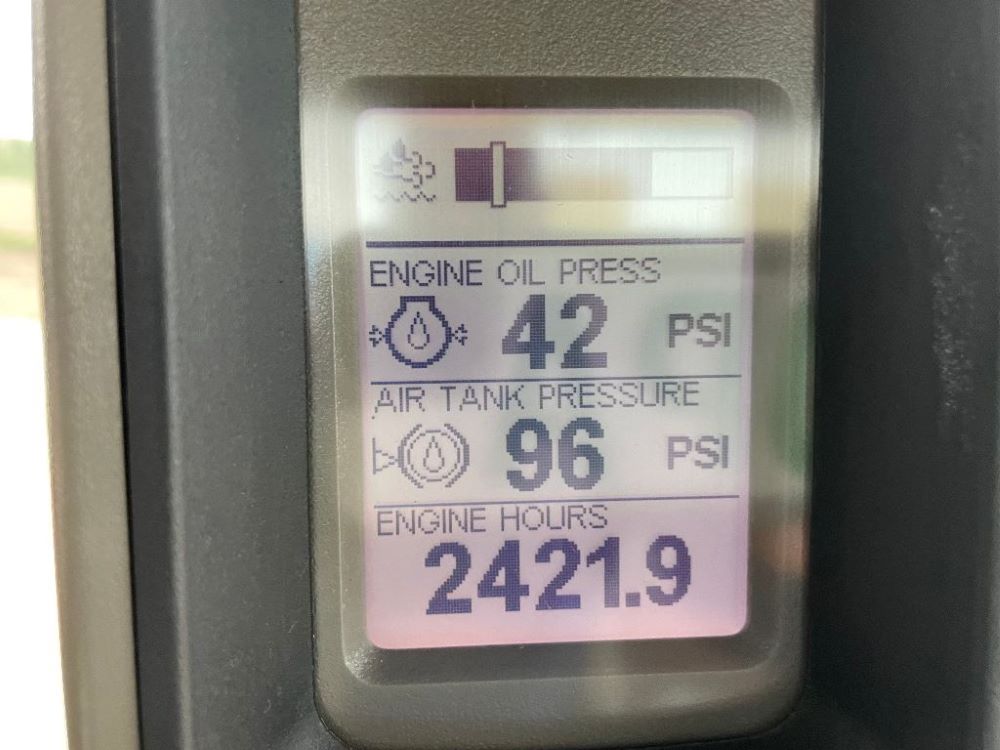 ENGINE OIL PRESS
42 PSI
AIR TANK PRESSURE
96 PSI
ENGINE HOURS
2421.9